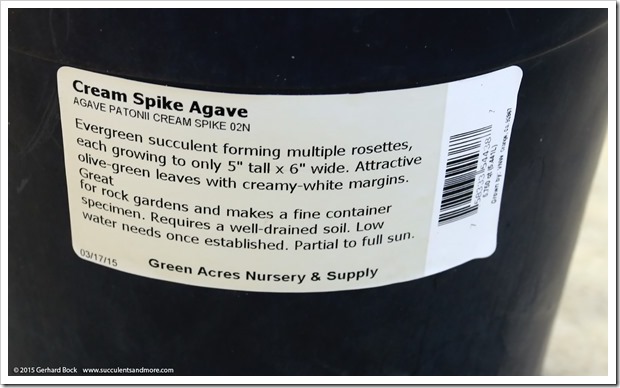 Cream Spike Agave
AGAVE PATONII CREAM SPIKE 02N
Evergreen succulent forming multiple rosettes,
each growing to only 5" tall x 6" wide. Attractive
olive-green leaves with creamy-white margins.
Great
for rock gardens and makes a fine container
specimen. Requires a well-drained soil. Low
water needs once established. Partial to full sun.
03/17/15
Green Acres Nursery & Supply
Grown by:
© 2015 Gerhard Bock www.succulentsandmore.com